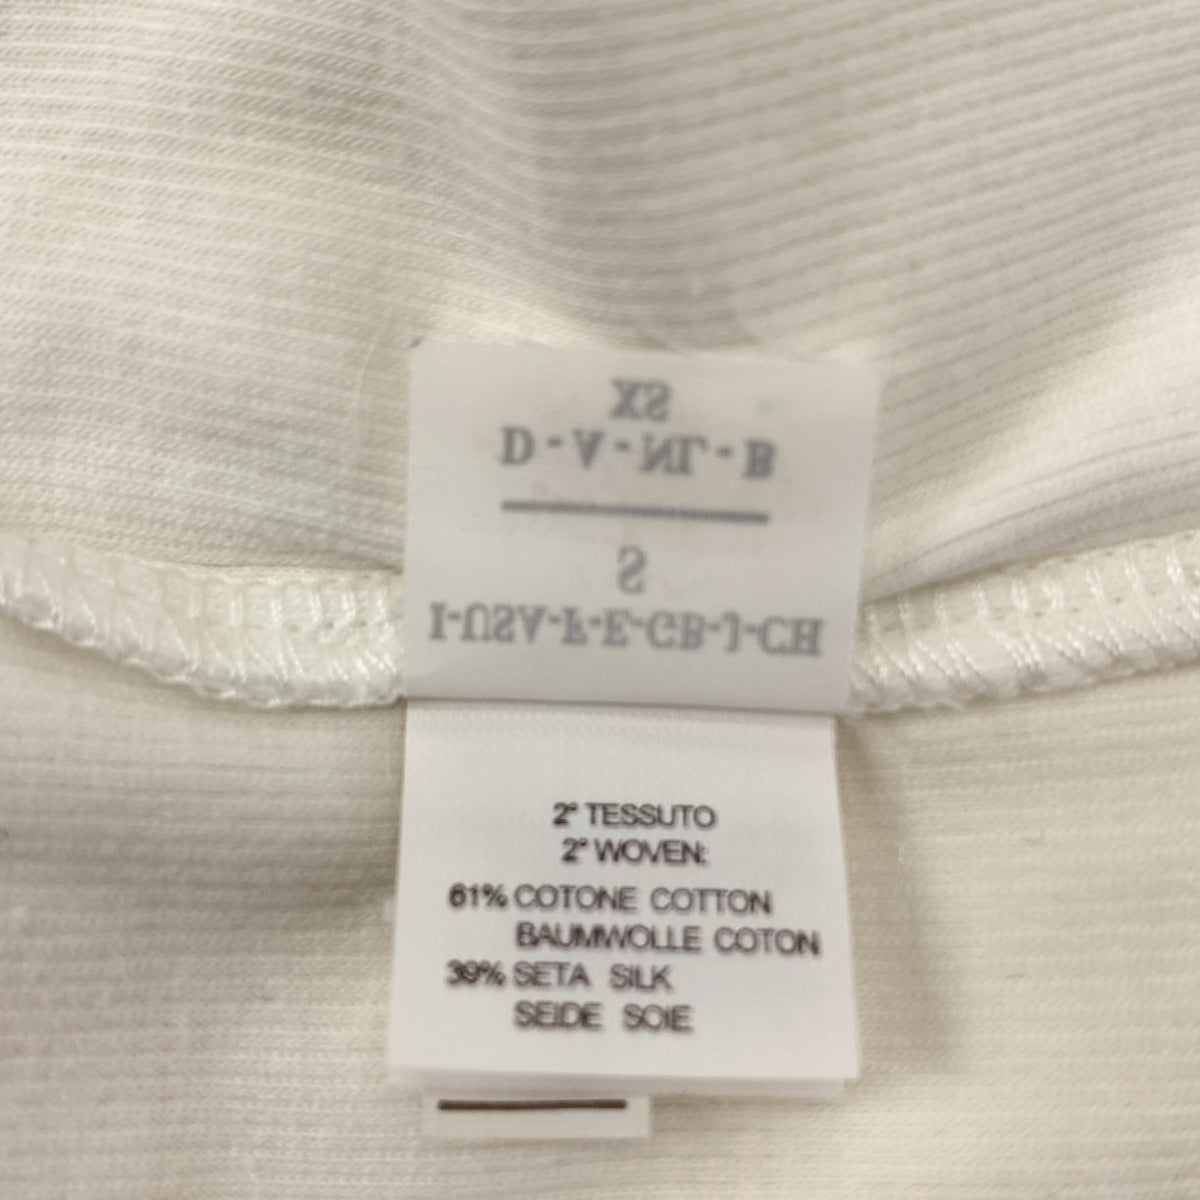 I-USA-F-E-GB-J-CH
S
D - A - NL - B
XS
2° TESSUTO
2° WOVEN:
61% COTONE COTTON
BAUMWOLLE COTON
39% SETA SILK
SEIDE SOIE